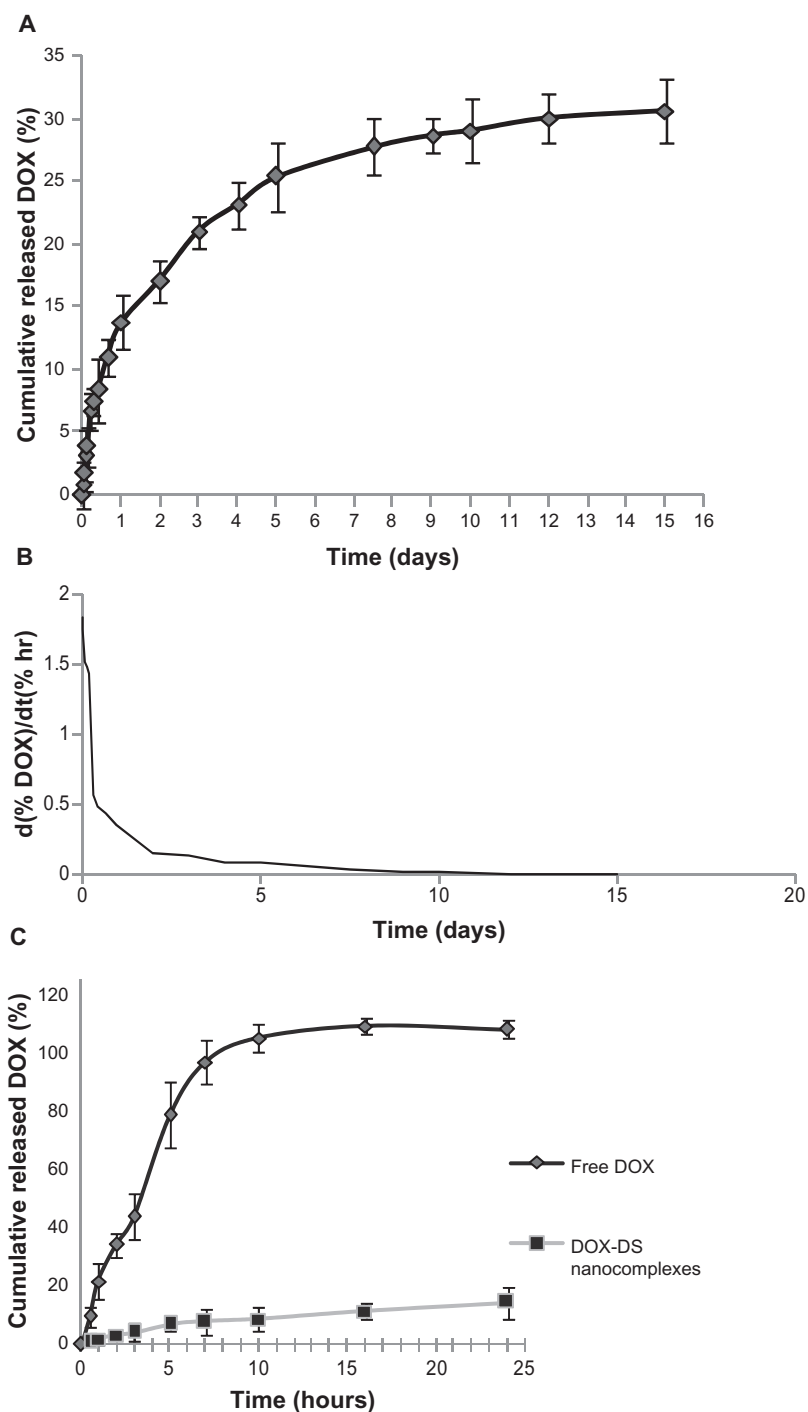 A
Cumulative released DOX (%)
35
30
25
20
15
10
5
0
0 1 2 3 4 5 6 7 8 9 10 11 12 13 14 15 16
Time (days)
B
d(% DOX)/dt(% hr)
2
1.5
1
0.5
0
0 5 10 15 20
Time (days)
C
Cumulative released DOX (%)
120
100
80
60
40
20
0
0 5 10 15 20 25
Time (hours)
Free DOX
DOX-DS
nanocomplexes